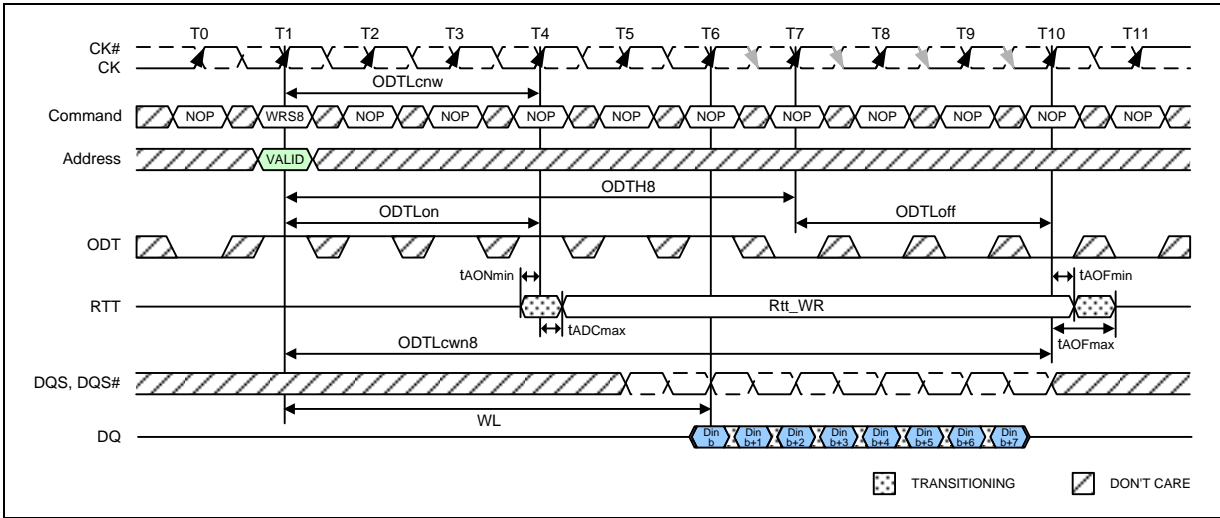 T0 T1 T2 T3 T4 T5 T6 T7 T8 T9 T10 T11
CK#
CK
ODTLcnw
Command NOP WRS8 NOP NOP NOP NOP NOP NOP NOP NOP NOP NOP
Address VALID
ODTH8
ODTLon ODTLoff
ODT
tAONmin tAOFmin
RTT Rtt_WR
tADCmax tAOFmax
ODTLcwn8
DQS, DQS#
WL
DQ Din b Din b+1 Din b+2 Din b+3 Din b+4 Din b+5 Din b+6 Din b+7
TRANSITIONING DON'T CARE